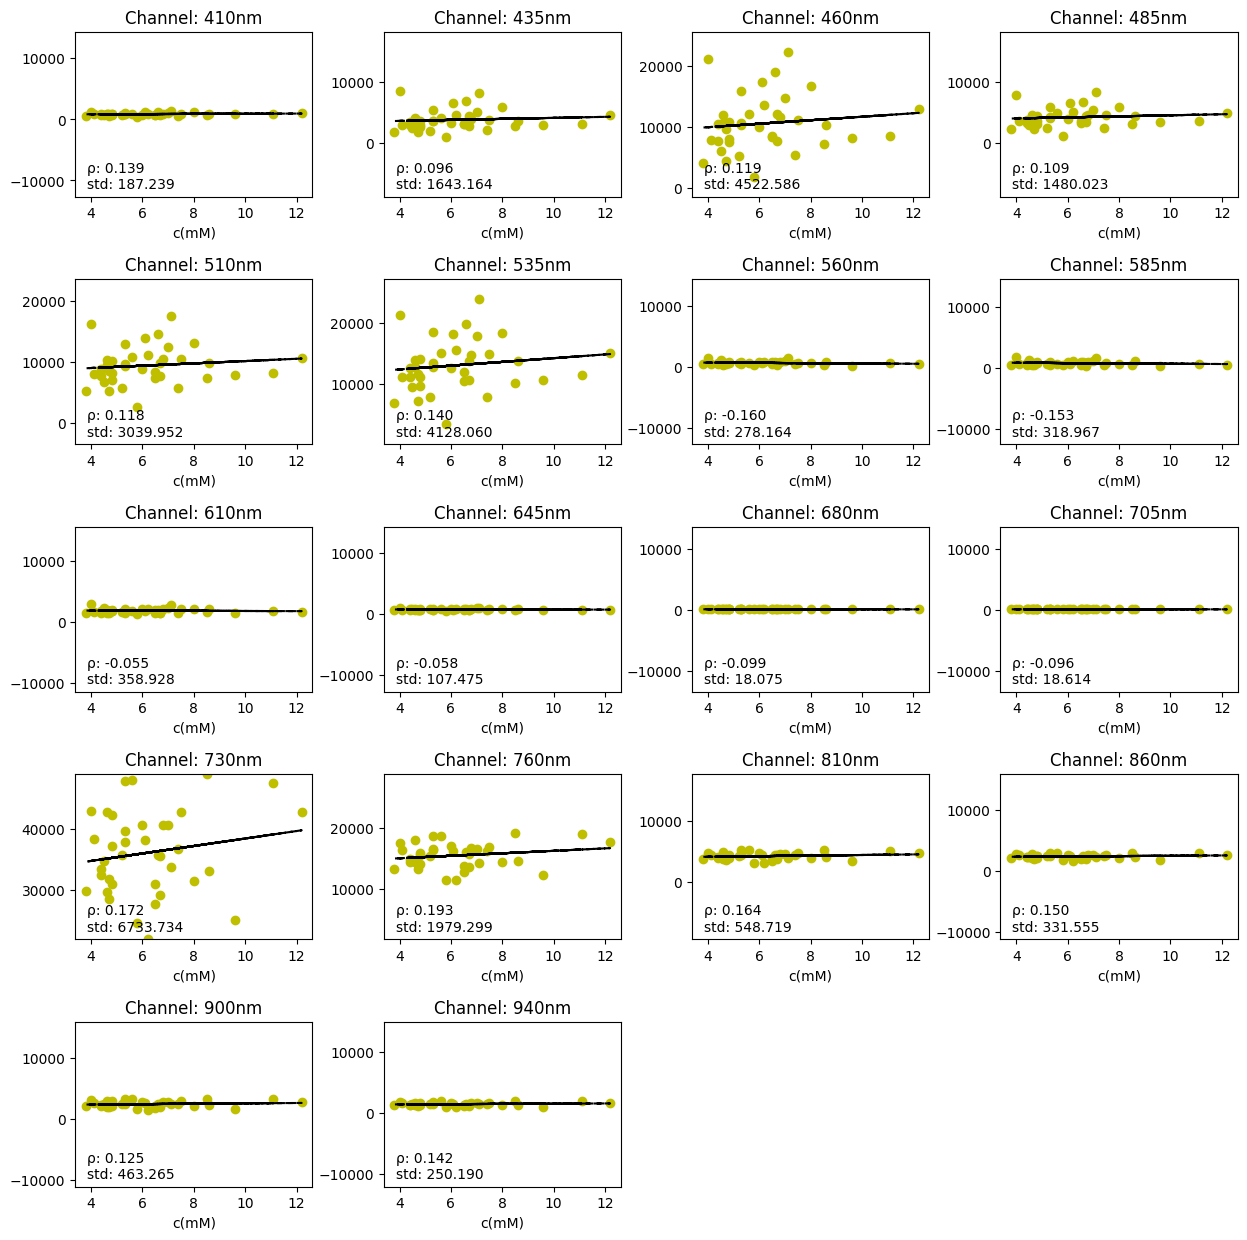 Channel: 410nm
10000
0
−10000
ρ: 0.139
std: 187.239
4 6 8 10 12
c(mM)
Channel: 435nm
10000
0
ρ: 0.096
std: 1643.164
4 6 8 10 12
c(mM)
Channel: 460nm
20000
10000
0
ρ: 0.119
std: 4522.586
4 6 8 10 12
c(mM)
Channel: 485nm
10000
0
ρ: 0.109
std: 1480.023
4 6 8 10 12
c(mM)
Channel: 510nm
20000
10000
0
ρ: 0.118
std: 3039.952
4 6 8 10 12
c(mM)
Channel: 535nm
20000
10000
0
ρ: 0.140
std: 4128.060
4 6 8 10 12
c(mM)
Channel: 560nm
10000
0
−10000
ρ: -0.160
std: 278.164
4 6 8 10 12
c(mM)
Channel: 585nm
10000
0
−10000
ρ: -0.153
std: 318.967
4 6 8 10 12
c(mM)
Channel: 610nm
10000
0
−10000
ρ: -0.055
std: 358.928
4 6 8 10 12
c(mM)
Channel: 645nm
10000
0
−10000
ρ: -0.058
std: 107.475
4 6 8 10 12
c(mM)
Channel: 680nm
10000
0
−10000
ρ: -0.099
std: 18.075
4 6 8 10 12
c(mM)
Channel: 705nm
10000
0
−10000
ρ: -0.096
std: 18.614
4 6 8 10 12
c(mM)
Channel: 730nm
40000
30000
ρ: 0.172
std: 6733.734
4 6 8 10 12
c(mM)
Channel: 760nm
20000
10000
ρ: 0.193
std: 1979.299
4 6 8 10 12
c(mM)
Channel: 810nm
10000
0
ρ: 0.164
std: 548.719
4 6 8 10 12
c(mM)
Channel: 860nm
10000
0
−10000
ρ: 0.150
std: 331.555
4 6 8 10 12
c(mM)
Channel: 900nm
10000
0
−10000
ρ: 0.125
std: 463.265
4 6 8 10 12
c(mM)
Channel: 940nm
10000
0
−10000
ρ: 0.142
std: 250.190
4 6 8 10 12
c(mM)